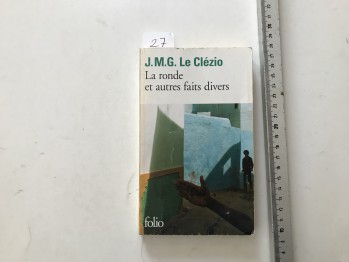 27
J.M.G. Le Clézio
La ronde
et autres faits divers
folio